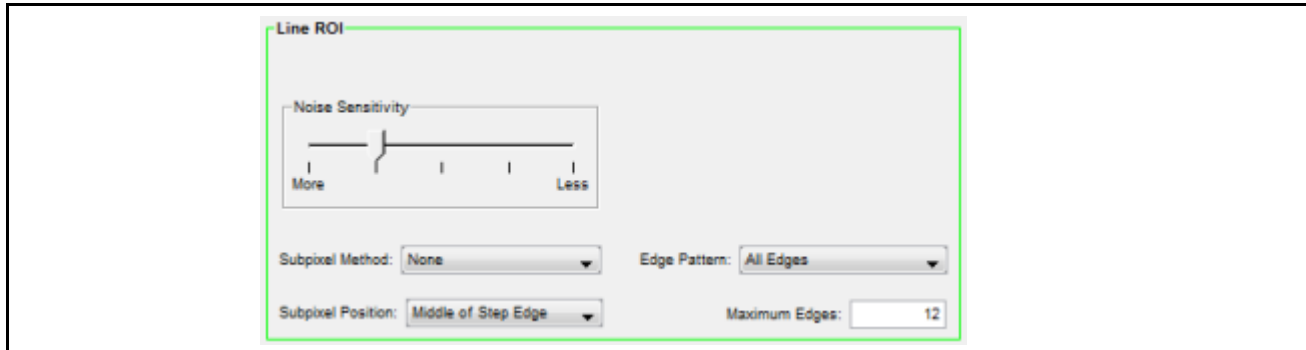 Line ROI
Noise Sensitivity
More Less
Subpixel Method: None Edge Pattern: All Edges
Subpixel Position: Middle of Step Edge Maximum Edges: 12